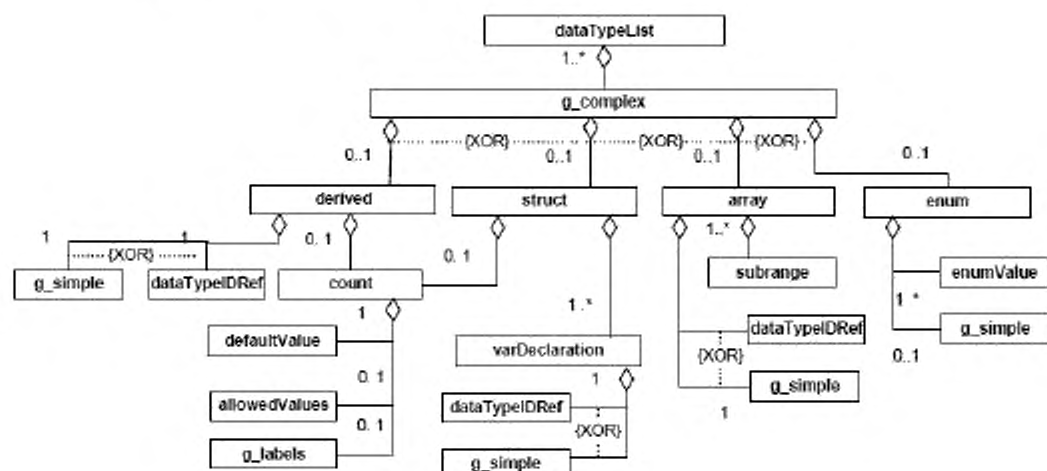 dataTypeList
1..*
g_complex
{XOR} {XOR} {XOR}
0..1 0..1 0..1 0..1
derived struct array enum
1 1 0. 1 1..*
{XOR} 0. 1
g_simple dataTypeIDRef count subrange enumValue
1 1 .* 1 *
defaultValue dataTypeIDRef g_simple
varDeclaration {XOR} 0..1
0. 1 1 g_simple
allowedValues dataTypeIDRef 1
0. 1 {XOR}
g_labels g_simple